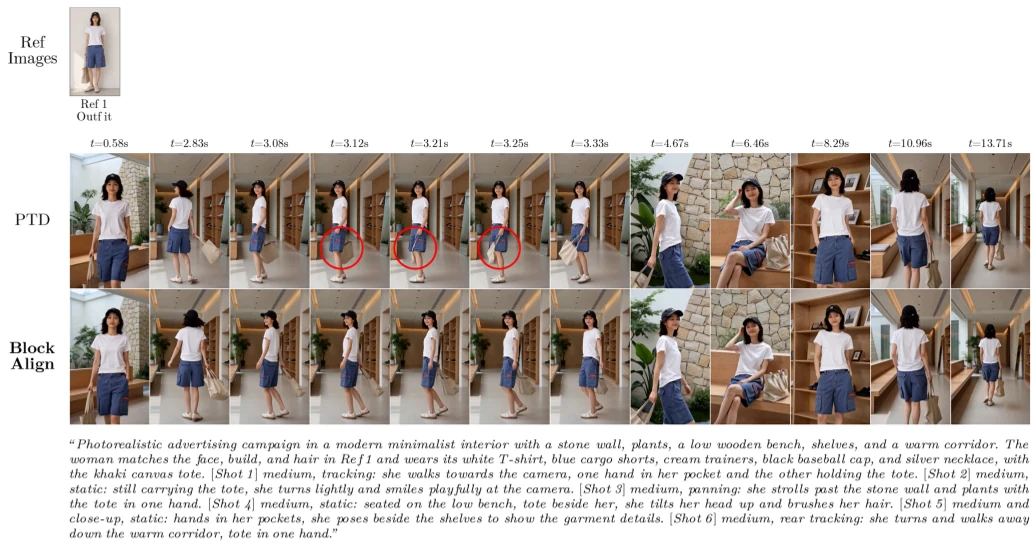 Ref
Images
Ref 1
Outfit
t=0.58s t=2.83s t=3.08s t=3.12s t=3.21s t=3.25s t=3.33s t=4.67s t=6.46s t=8.29s t=10.96s t=13.71s
PTD
Block
Align
“Photorealistic advertising campaign in a modern minimalist interior with a stone wall, plants, a low wooden bench, shelves, and a warm corridor. The
woman matches the face, build, and hair in Ref 1 and wears its white T-shirt, blue cargo shorts, cream trainers, black baseball cap, and silver necklace, with
the khaki canvas tote. [Shot 1] medium, tracking: she walks towards the camera, one hand in her pocket and the other holding the tote. [Shot 2] medium,
static: still carrying the tote, she turns lightly and smiles playfully at the camera. [Shot 3] medium, panning: she strolls past the stone wall and plants with
the tote in one hand. [Shot 4] medium, static: seated on the low bench, tote beside her, she tilts her head up and brushes her hair. [Shot 5] medium and
close-up, static: hands in her pockets, she poses beside the shelves to show the garment details. [Shot 6] medium, rear tracking: she turns and walks away
down the warm corridor, tote in one hand.”